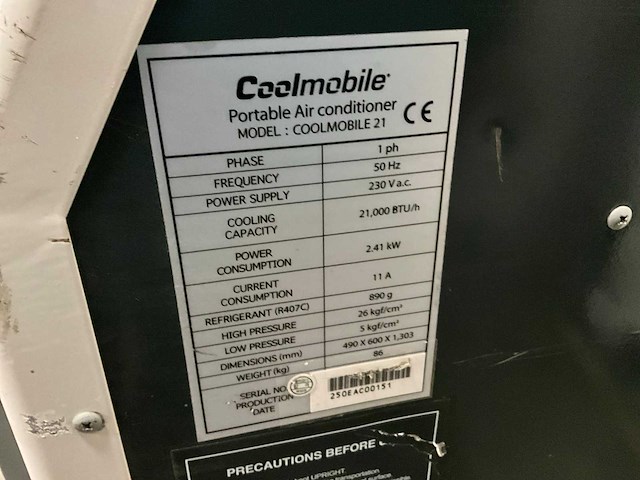 Coolmobile
Portable Air conditioner CE
MODEL : COOLMOBILE 21
PHASE 1 ph
FREQUENCY 50 Hz
POWER SUPPLY 230 V a.c.
COOLING CAPACITY 21,000 BTU/h
POWER CONSUMPTION 2.41 kW
CURRENT CONSUMPTION 11 A
REFRIGERANT (R407C) 890 g
HIGH PRESSURE 26 kgf/cm²
LOW PRESSURE 5 kgf/cm²
DIMENSIONS (mm) 490 X 600 X 1,303
WEIGHT (kg) 86
SERIAL NO.
PRODUCTION DATE
250EAC00151
PRECAUTIONS BEFORE
UPRIGHT.